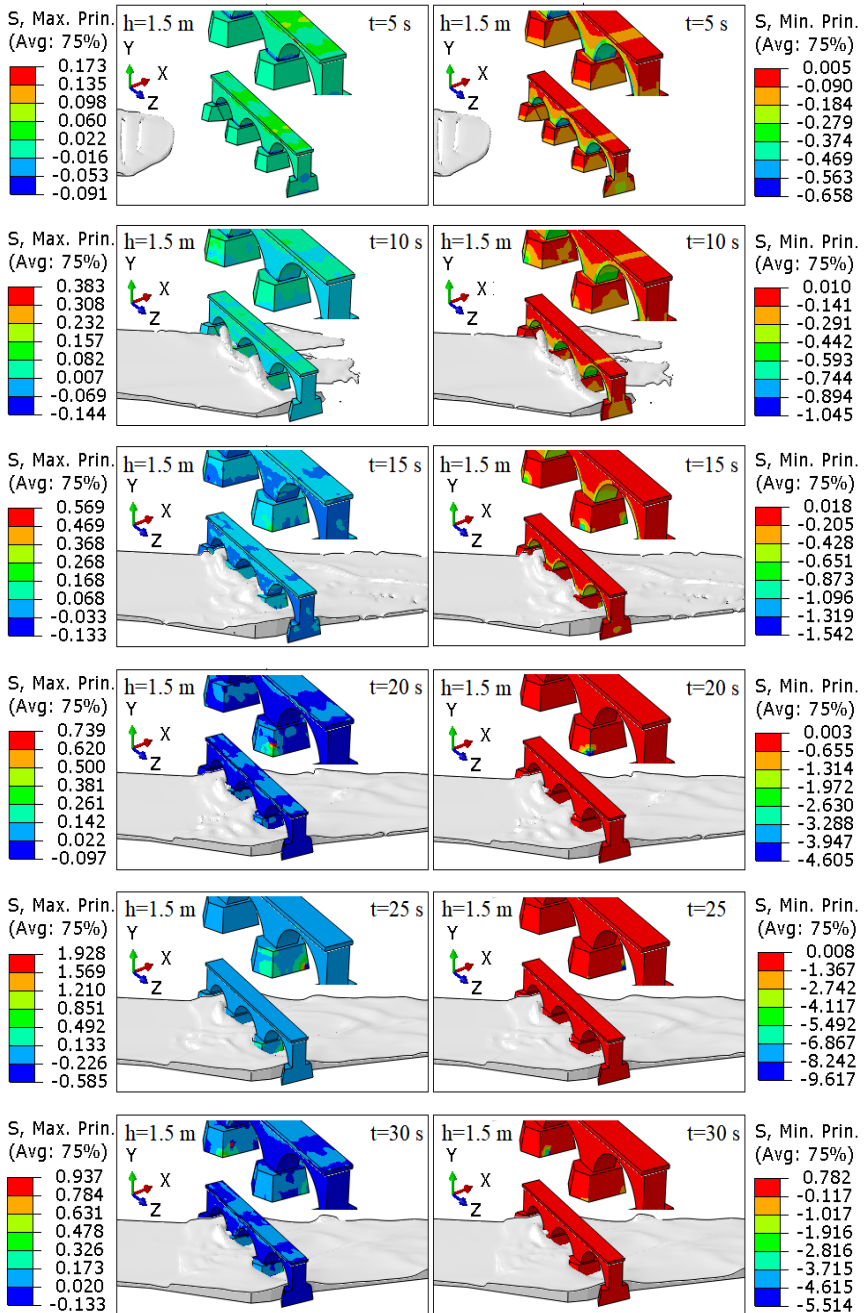 S, Max. Prin.
(Avg: 75%)
0.173
0.135
0.098
0.060
0.022
-0.016
-0.053
-0.091
h=1.5 m
t=5 s
Y
X
Z
h=1.5 m
t=5 s
Y
X
Z
S, Min. Prin.
(Avg: 75%)
0.005
-0.090
-0.184
-0.279
-0.374
-0.469
-0.563
-0.658
S, Max. Prin.
(Avg: 75%)
0.383
0.308
0.232
0.157
0.082
0.007
-0.069
-0.144
h=1.5 m
t=10 s
Y
X
Z
h=1.5 m
t=10 s
Y
X
Z
S, Min. Prin.
(Avg: 75%)
0.010
-0.141
-0.291
-0.442
-0.593
-0.744
-0.894
-1.045
S, Max. Prin.
(Avg: 75%)
0.569
0.469
0.368
0.268
0.168
0.068
-0.033
-0.133
h=1.5 m
t=15 s
Y
X
Z
h=1.5 m
t=15 s
Y
X
Z
S, Min. Prin.
(Avg: 75%)
0.018
-0.205
-0.428
-0.651
-0.873
-1.096
-1.319
-1.542
S, Max. Prin.
(Avg: 75%)
0.739
0.620
0.500
0.381
0.261
0.142
0.022
-0.097
h=1.5 m
t=20 s
Y
X
Z
h=1.5 m
t=20 s
Y
X
Z
S, Min. Prin.
(Avg: 75%)
0.003
-0.655
-1.314
-1.972
-2.630
-3.288
-3.947
-4.605
S, Max. Prin.
(Avg: 75%)
1.928
1.569
1.210
0.851
0.492
0.133
-0.226
-0.585
h=1.5 m
t=25 s
Y
X
Z
h=1.5 m
t=25
Y
X
Z
S, Min. Prin.
(Avg: 75%)
0.008
-1.367
-2.742
-4.117
-5.492
-6.867
-8.242
-9.617
S, Max. Prin.
(Avg: 75%)
0.937
0.784
0.631
0.478
0.326
0.173
0.020
-0.133
h=1.5 m
t=30 s
Y
X
Z
h=1.5 m
t=30 s
Y
X
Z
S, Min. Prin.
(Avg: 75%)
0.782
-0.117
-1.017
-1.916
-2.816
-3.715
-4.615
-5.514